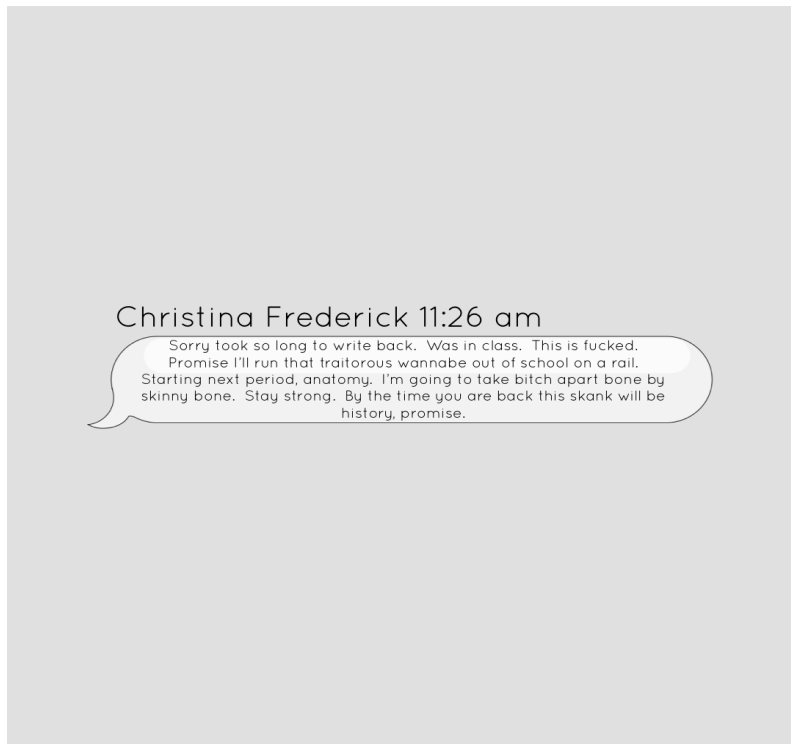 Christina Frederick 11:26 am
Sorry took so long to write back. Was in class. This is fucked.
Promise I'll run that traitorous wannabe out of school on a rail.
Starting next period, anatomy. I'm going to take bitch apart bone by
skinny bone. Stay strong. By the time you are back this skank will be
history, promise.